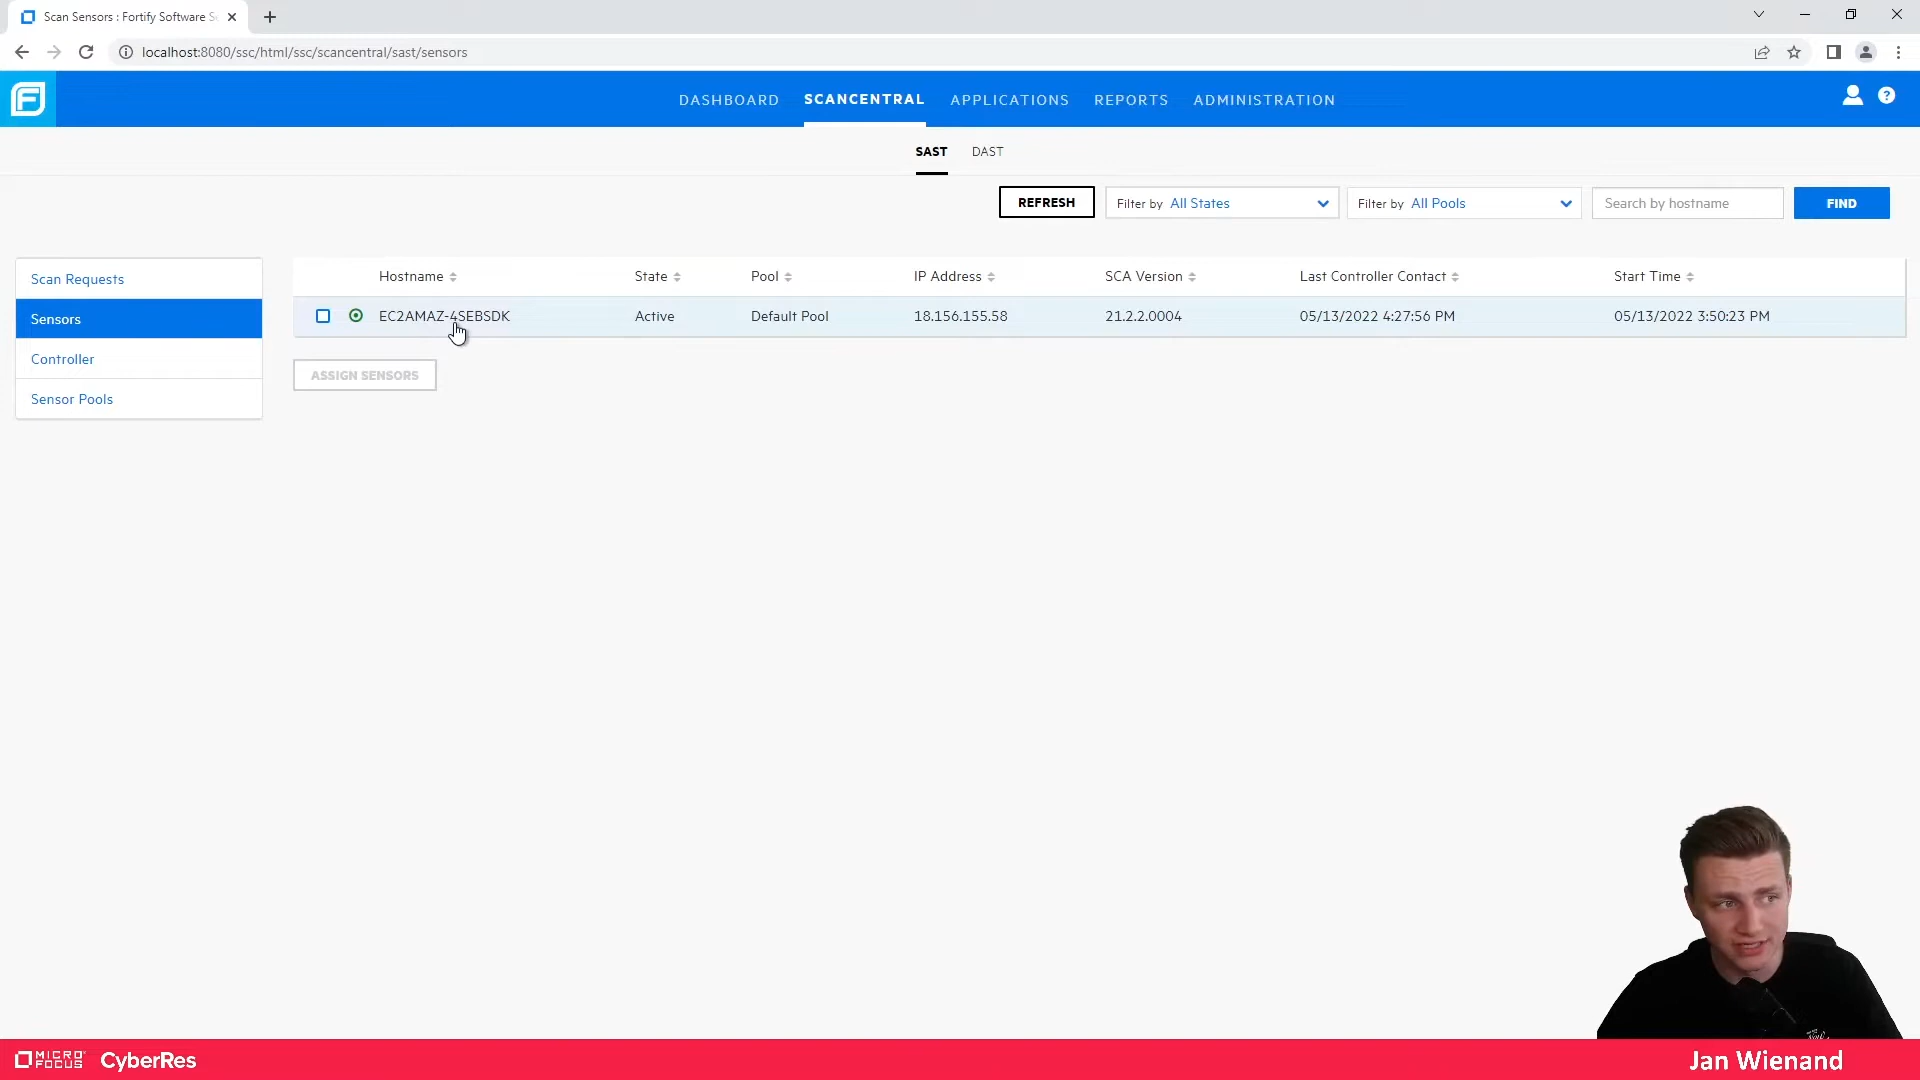 Scan Sensors : Fortify Software S
localhost:8080/ssc/html/ssc/scancentral/sast/sensors
DASHBOARD SCANCENTRAL APPLICATIONS REPORTS ADMINISTRATION
SAST DAST
REFRESH Filter by All States Filter by All Pools Search by hostname FIND
Scan Requests
Sensors
Controller
Sensor Pools
Hostname State Pool IP Address SCA Version Last Controller Contact Start Time
EC2AMAZ-4SEBSDK Active Default Pool 18.156.155.58 21.2.2.0004 05/13/2022 4:27:56 PM 05/13/2022 3:50:23 PM
ASSIGN SENSORS
MICRO FOCUS CyberRes
Jan Wienand